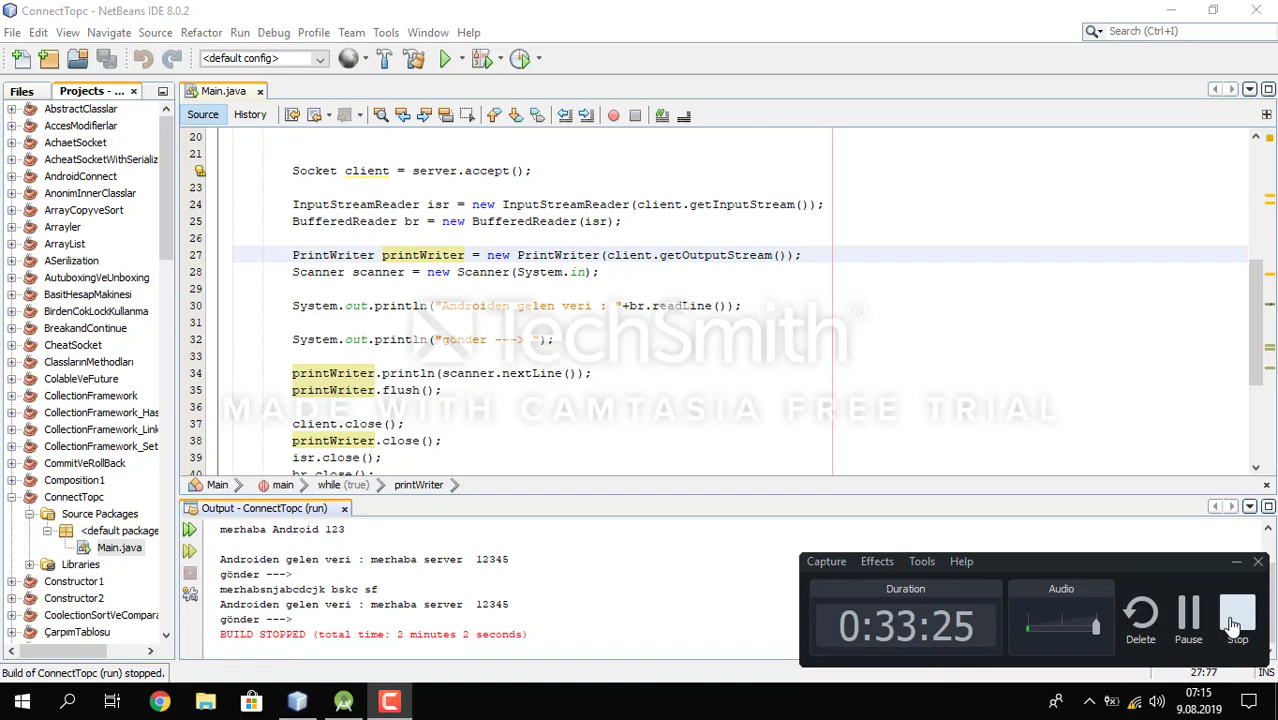 ConnectTopc - NetBeans IDE 8.0.2
File Edit View Navigate Source Refactor Run Debug Profile Team Tools Window Help
Search (Ctrl+I)
<default config>
Files
Projects - ...
Main.java
Source
History
AbstractClasslar
AccesModifierlar
AchaetSocket
AcheatSocketWithSerializ
AndroidConnect
AnonimInnerClasslar
ArrayCopyveSort
Arrayler
ArrayList
ASerilization
AutuboxingVeUnboxing
BasitHesapMakinesi
BirdenCokLockKullanma
BreakandContinue
CheatSocket
ClasslarınMethodları
ColableVeFuture
CollectionFramework
CollectionFramework_Has
CollectionFramework_Link
CollectionFramework_Set
CommitVeRollBack
Composition1
ConnectTopc
Source Packages
<default package
Main.java
Libraries
Constructor1
Constructor2
CoolectionSortVeCompara
ÇarpımTablosu
20
21
Socket client = server.accept();
23
24 InputStreamReader isr = new InputStreamReader(client.getInputStream());
25 BufferedReader br = new BufferedReader(isr);
26
27 PrintWriter printWriter = new PrintWriter(client.getOutputStream());
28 Scanner scanner = new Scanner(System.in);
30 System.out.println("Androiden gelen veri : "+br.readLine());
31
32 System.out.println("gönder ---> ");
33
34 printWriter.println(scanner.nextLine());
35 printWriter.flush();
36
37 client.close();
38 printWriter.close();
39 isr.close();
40 br.close();
TechSmith®
MADE WITH CAMTASIA FREE TRIAL
Main
main
while (true)
printWriter
Output - ConnectTopc (run)
merhaba Android 123
Androiden gelen veri : merhaba server 12345
gönder --->
merhabsnjabcdcjk bskc sf
Androiden gelen veri : merhaba server 12345
gönder --->
BUILD STOPPED (total time: 2 minutes 2 seconds)
Capture Effects Tools Help
Duration
0:33:25
Audio
Delete
Pause
Stop
Build of ConnectTopc (run) stopped.
27:77
INS
07:15
9.08.2019